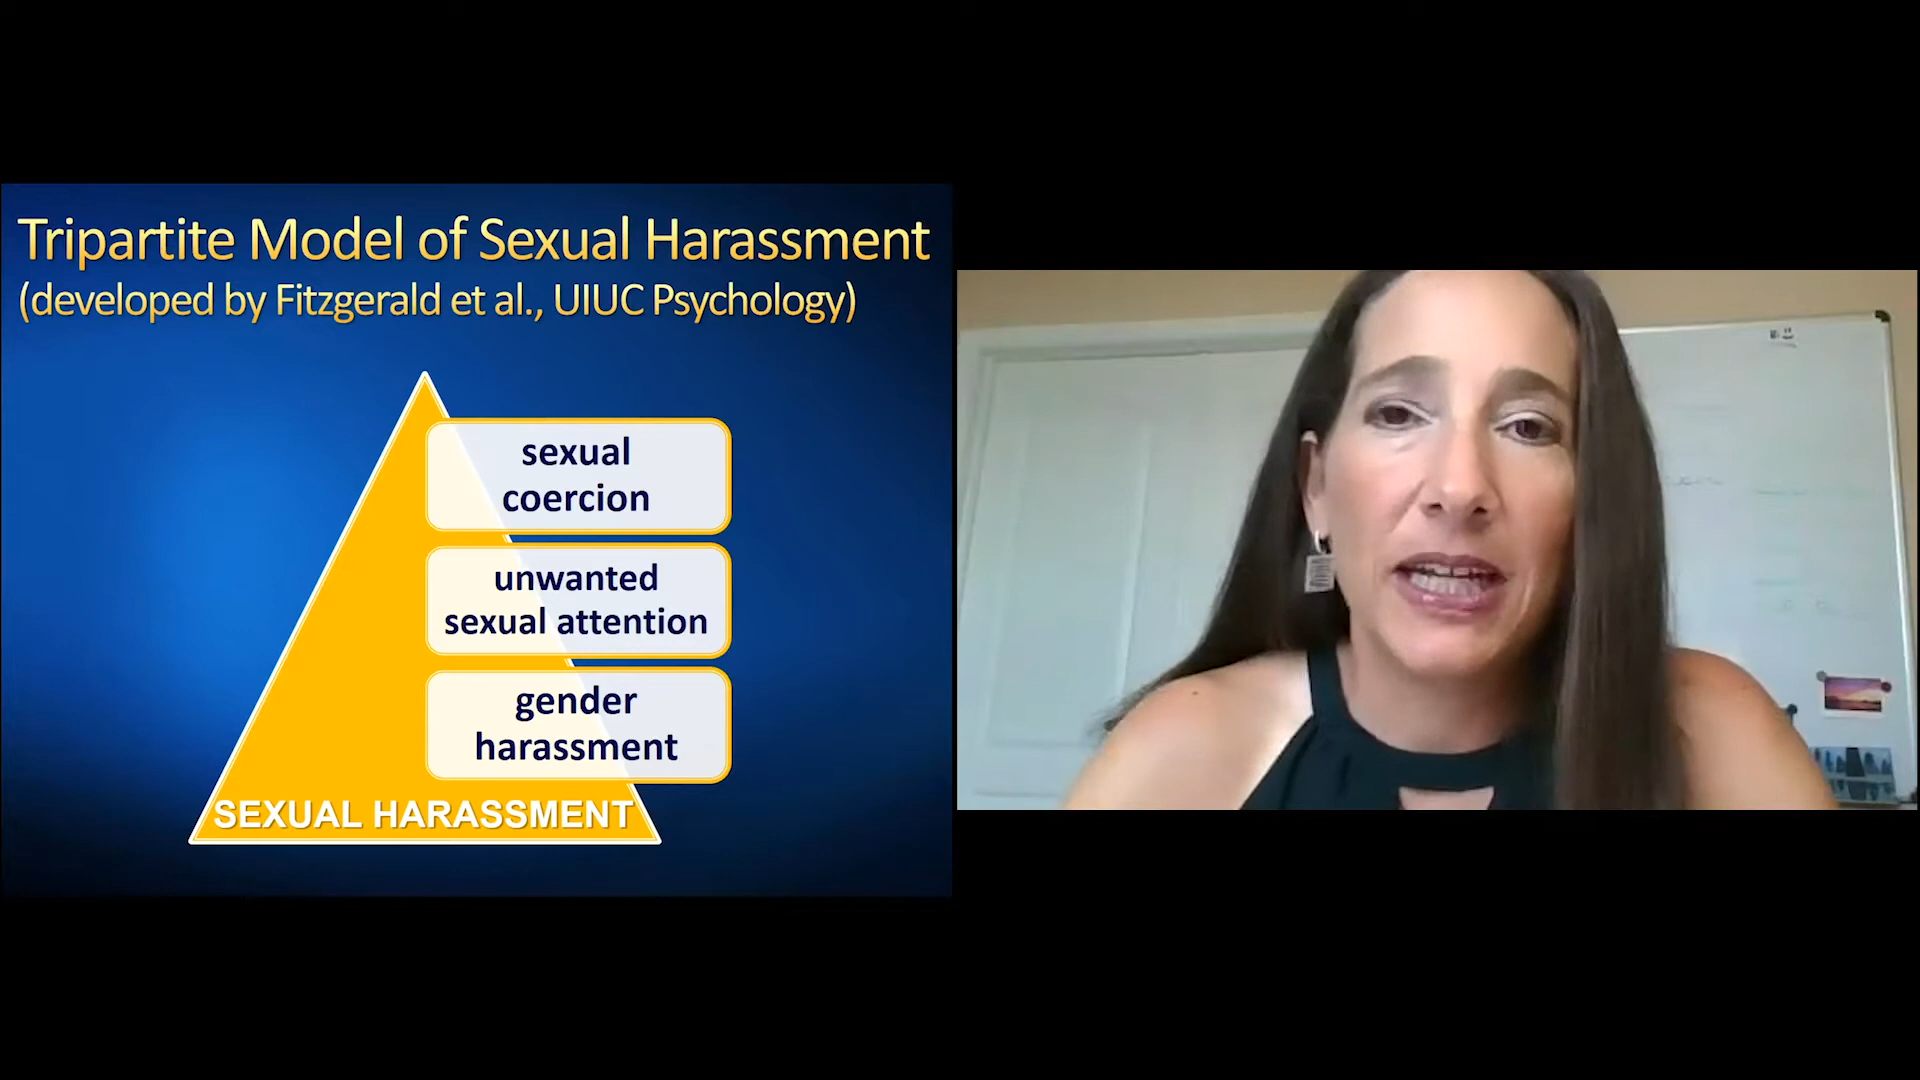 Tripartite Model of Sexual Harassment
(developed by Fitzgerald et al., UIUC Psychology)
sexual
coercion
unwanted
sexual attention
gender
harassment
SEXUAL HARASSMENT